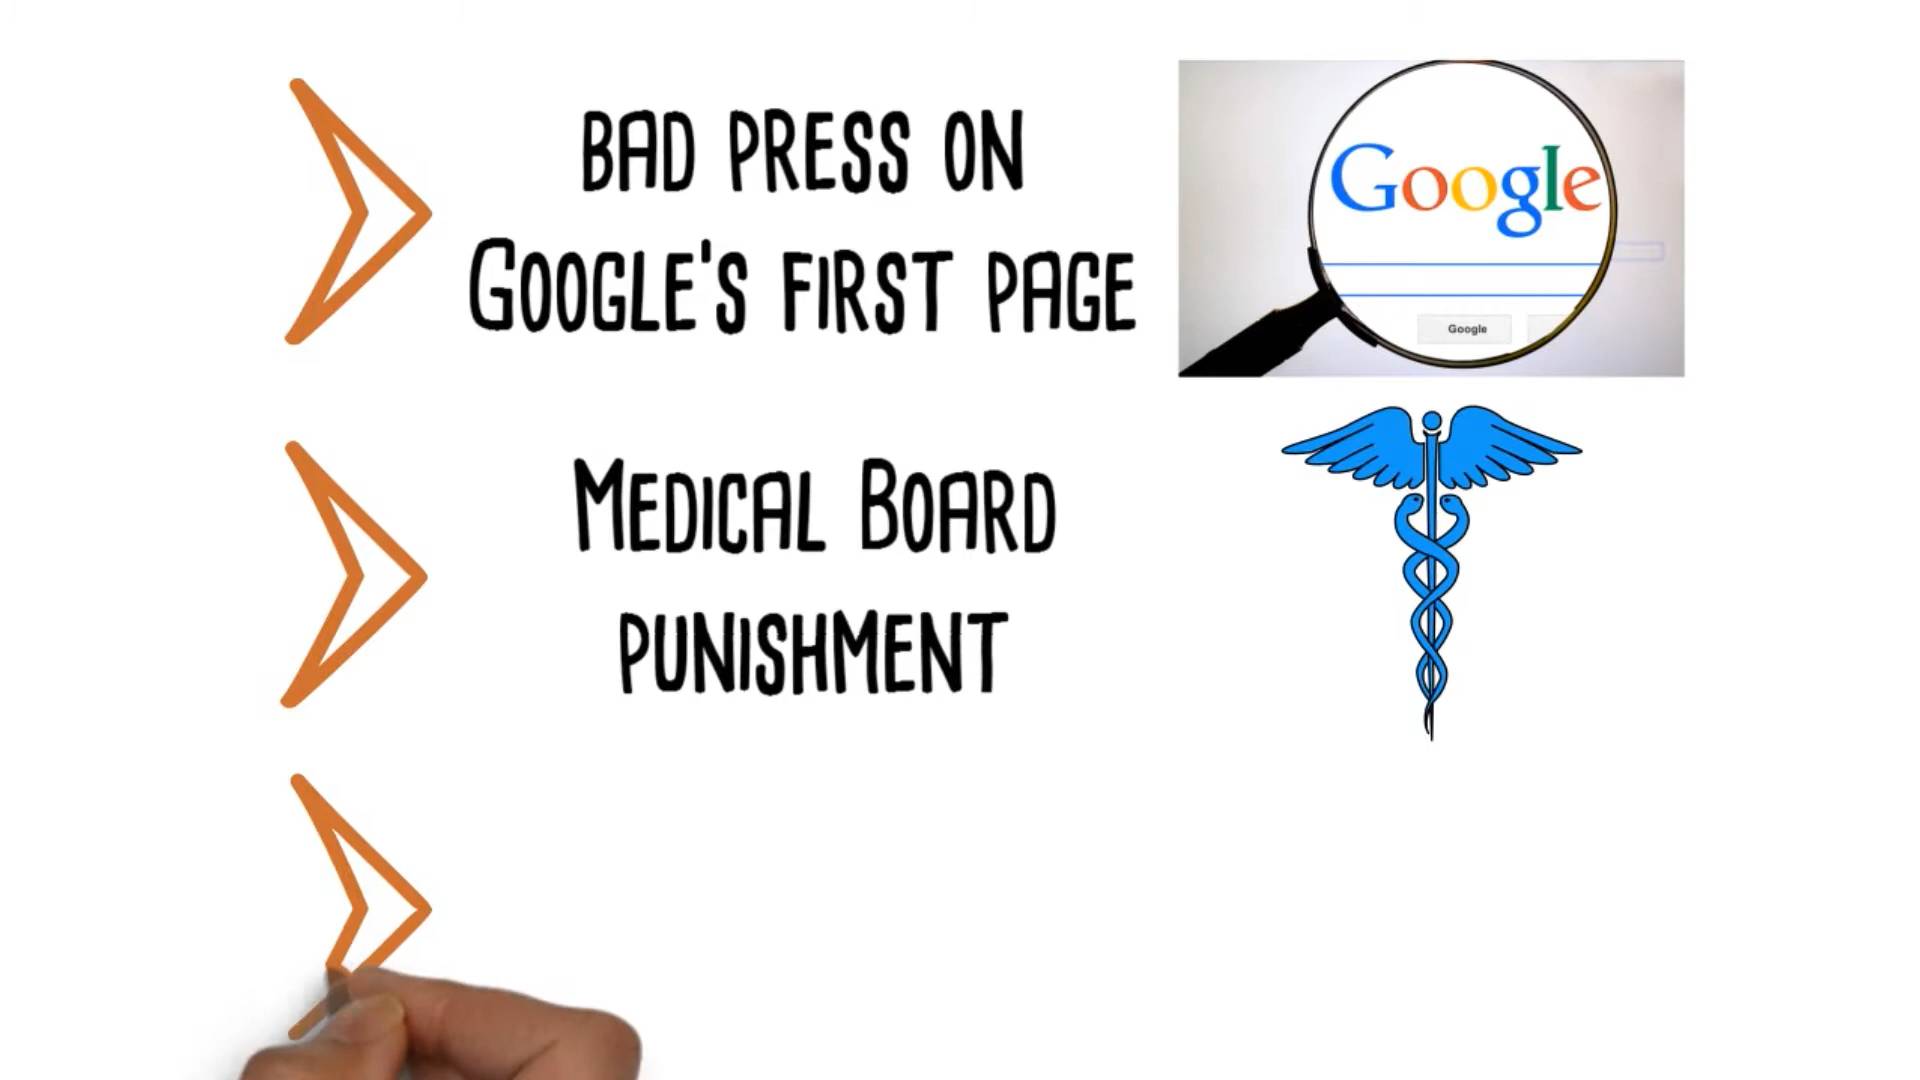 BAD PRESS ON
GOOGLE'S FIRST PAGE
Google
Google
MEDICAL BOARD
PUNISHMENT